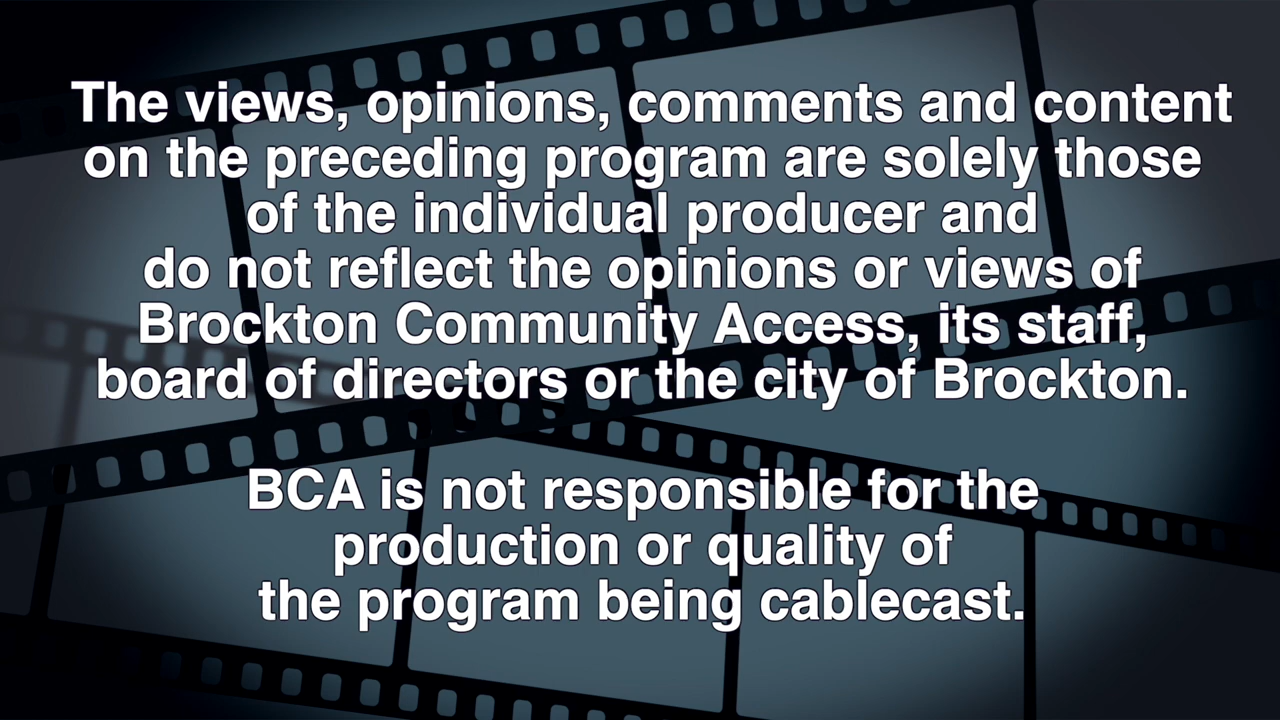 The views, opinions, comments and content
on the preceding program are solely those
of the individual producer and
do not reflect the opinions or views of
Brockton Community Access, its staff,
board of directors or the city of Brockton.
BCA is not responsible for the
production or quality of
the program being cablecast.